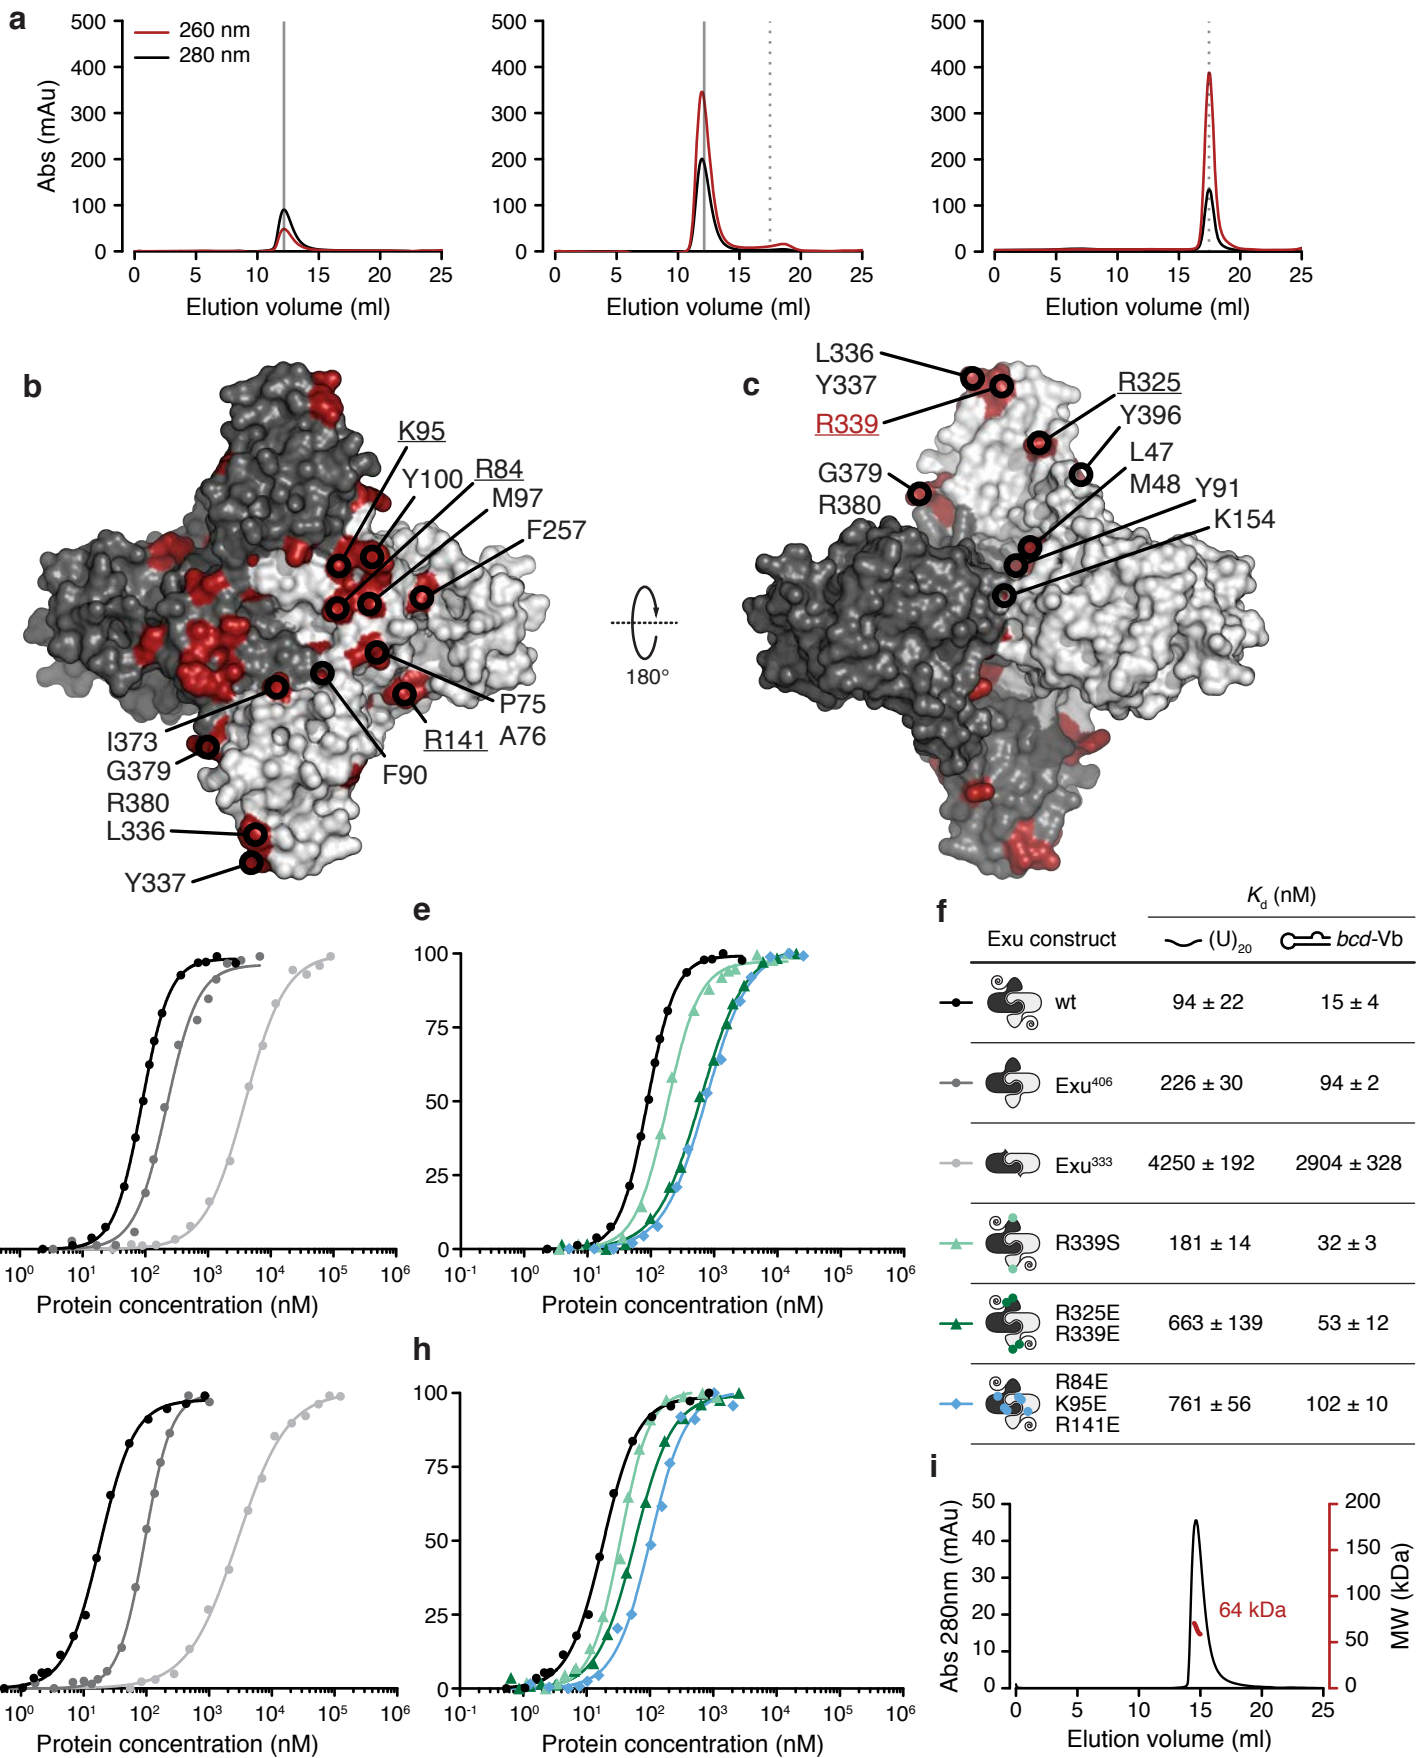 a
500
400
300
200
100
0
Abs (mAu)
260 nm
280 nm
0 5 10 15 20 25
Elution volume (ml)
500
400
300
200
100
0
0 5 10 15 20 25
Elution volume (ml)
500
400
300
200
100
0
0 5 10 15 20 25
Elution volume (ml)
b
K95
R84
Y100
M97
F257
P75
A76
R141
F90
I373
G379
R380
L336
Y337
180°
c
L336
Y337
R339
G379
R380
R325
Y396
L47
M48
Y91
K154
10⁰ 10¹ 10² 10³ 10⁴ 10⁵ 10⁶
Protein concentration (nM)
e
100
75
50
25
0
10⁻¹ 10⁰ 10¹ 10² 10³ 10⁴ 10⁵ 10⁶
Protein concentration (nM)
f
Kd (nM)
Exu construct (U)20 bcd-Vb
wt 94 ± 22 15 ± 4
Exu⁴⁰⁶ 226 ± 30 94 ± 2
Exu³³³ 4250 ± 192 2904 ± 328
R339S 181 ± 14 32 ± 3
R325E
R339E
663 ± 139 53 ± 12
R84E
K95E
R141E
761 ± 56 102 ± 10
10⁰ 10¹ 10² 10³ 10⁴ 10⁵ 10⁶
Protein concentration (nM)
h
100
75
50
25
0
10⁻¹ 10⁰ 10¹ 10² 10³ 10⁴ 10⁵ 10⁶
Protein concentration (nM)
i
Abs 280nm (mAu)
50
40
30
20
10
0
64 kDa
200
150
100
50
0
MW (kDa)
0 5 10 15 20 25
Elution volume (ml)